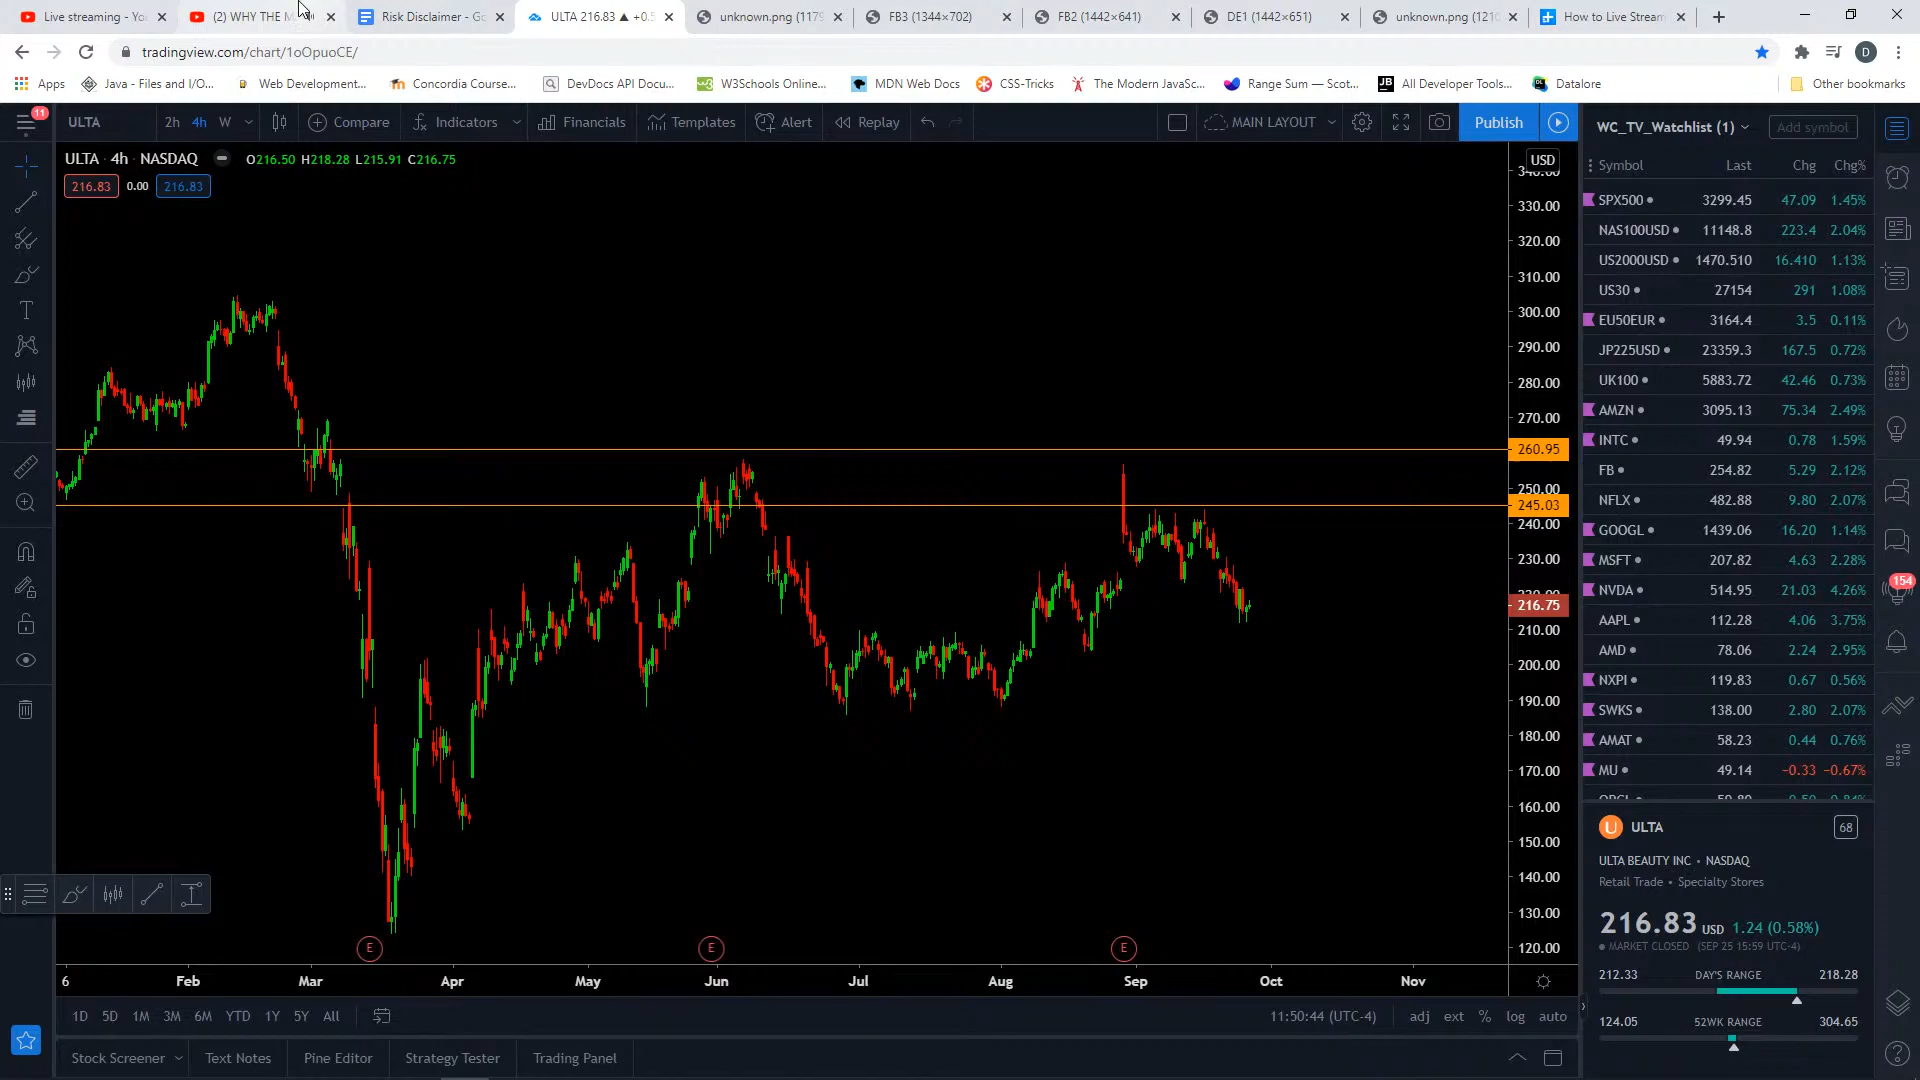 Live streaming - Yo
(2) WHY THE M
Risk Disclaimer - Go
ULTA 216.83 ▲ +0.5
unknown.png (1179
FB3 (1344×702)
FB2 (1442×641)
DE1 (1442×651)
unknown.png (1210
How to Live Stream
tradingview.com/chart/1oOpuoCE/
D
Apps
Java - Files and I/O...
Web Development...
Concordia Course...
DevDocs API Docu...
W3Schools Online...
MDN Web Docs
CSS-Tricks
The Modern JavaSc...
Range Sum — Scot...
All Developer Tools...
Datalore
Other bookmarks
11
ULTA
2h
4h
W
Compare
Indicators
Financials
Templates
Alert
Replay
MAIN LAYOUT
Publish
WC_TV_Watchlist (1)
Add symbol
ULTA 4h NASDAQ
O216.50 H218.28 L215.91 C216.75
216.83 0.00 216.83
USD
340.00
330.00
320.00
310.00
300.00
290.00
280.00
270.00
260.95
250.00
245.03
240.00
230.00
220.00
216.75
210.00
200.00
190.00
180.00
170.00
160.00
150.00
140.00
130.00
120.00
E E E
6 Feb Mar Apr May Jun Jul Aug Sep Oct Nov
1D 5D 1M 3M 6M YTD 1Y 5Y All
11:50:44 (UTC-4)
adj ext % log auto
Stock Screener
Text Notes
Pine Editor
Strategy Tester
Trading Panel
Symbol Last Chg Chg%
SPX500 3299.45 47.09 1.45%
NAS100USD 11148.8 223.4 2.04%
US2000USD 1470.510 16.410 1.13%
US30 27154 291 1.08%
EU50EUR 3164.4 3.5 0.11%
JP225USD 23359.3 167.5 0.72%
UK100 5883.72 42.46 0.73%
AMZN 3095.13 75.34 2.49%
INTC 49.94 0.78 1.59%
FB 254.82 5.29 2.12%
NFLX 482.88 9.80 2.07%
GOOGL 1439.06 16.20 1.14%
MSFT 207.82 4.63 2.28%
NVDA 514.95 21.03 4.26%
AAPL 112.28 4.06 3.75%
AMD 78.06 2.24 2.95%
NXPI 119.83 0.67 0.56%
SWKS 138.00 2.80 2.07%
AMAT 58.23 0.44 0.76%
MU 49.14 −0.33 −0.67%
154
U ULTA 68
ULTA BEAUTY INC • NASDAQ
Retail Trade • Specialty Stores
216.83 USD 1.24 (0.58%)
MARKET CLOSED (SEP 25 15:59 UTC-4)
212.33 DAY'S RANGE 218.28
124.05 52WK RANGE 304.65